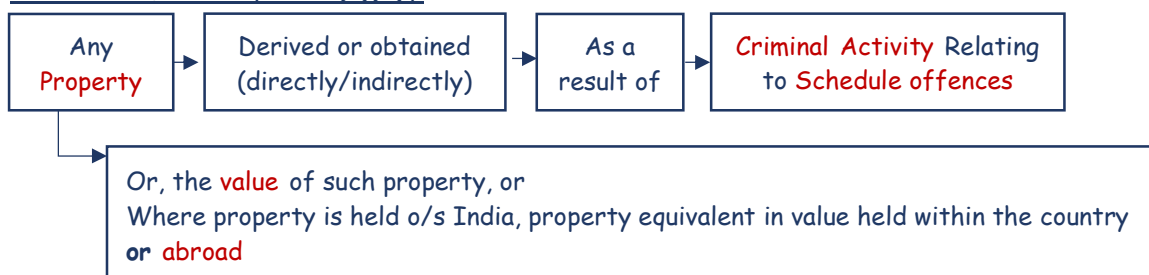 Any
Property
Derived or obtained
(directly/indirectly)
As a
result of
Criminal Activity Relating
to Schedule offences
Or, the value of such property, or
Where property is held o/s India, property equivalent in value held within the country
or abroad